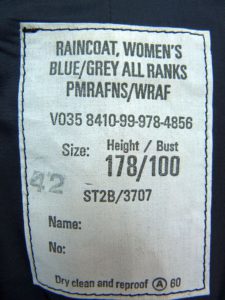 RAINCOAT, WOMEN'S
BLUE/GREY ALL RANKS
PMRAFNS/WRAF
V035 8410-99-978-4856
Size: Height / Bust
178/100
42
ST2B/3707
Name:
No:
Dry clean and reproof A 60